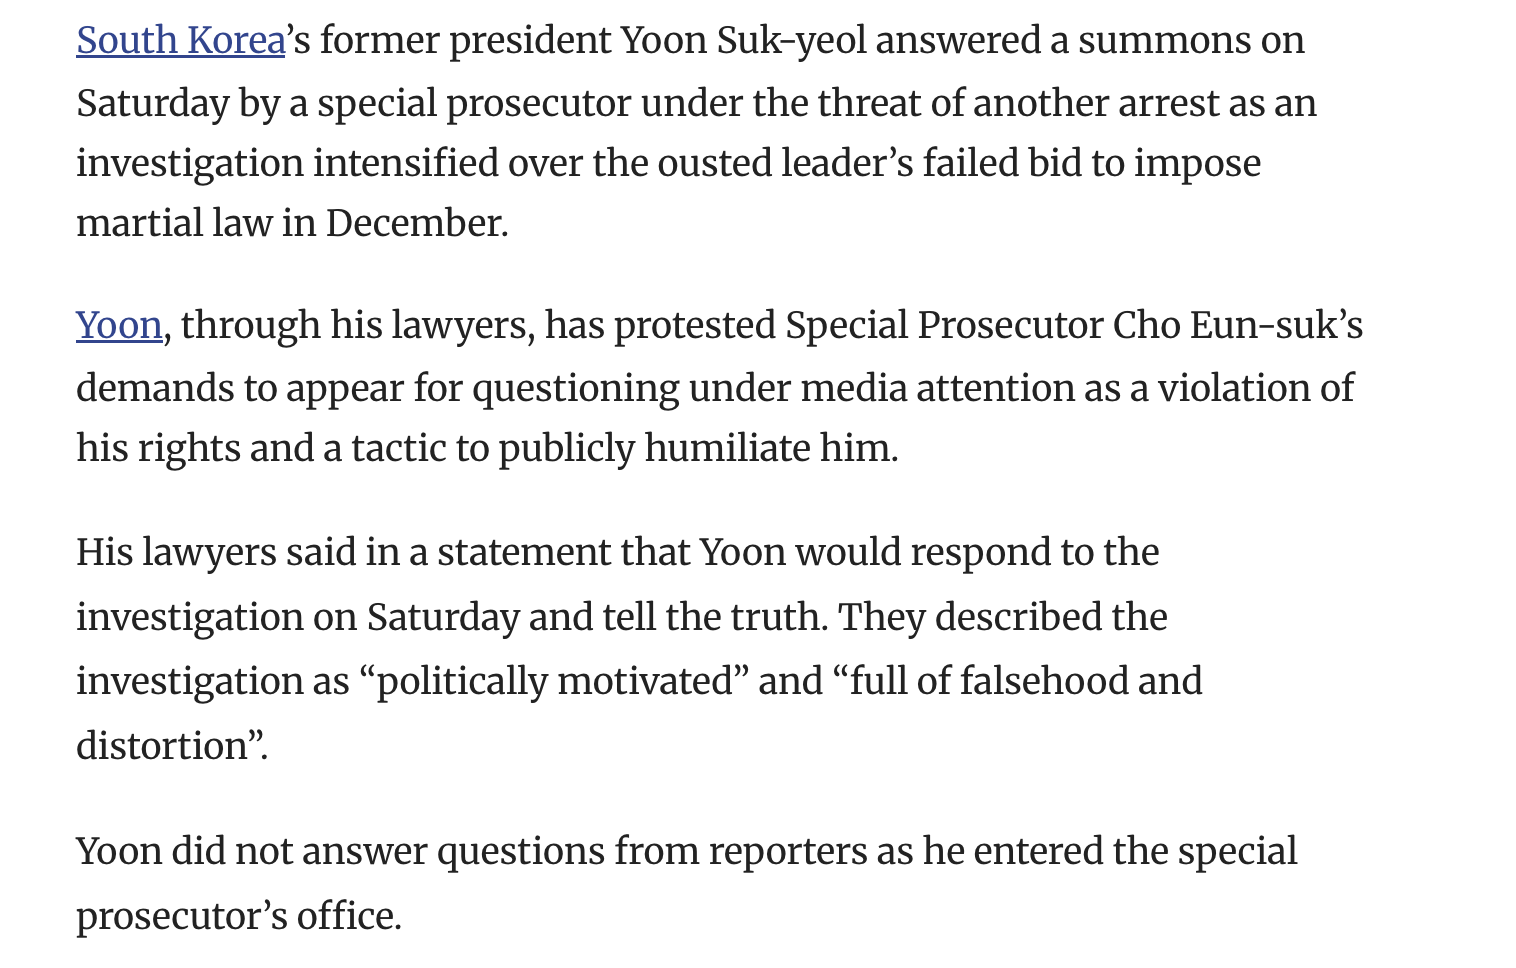 South Korea’s former president Yoon Suk-yeol answered a summons on
Saturday by a special prosecutor under the threat of another arrest as an
investigation intensified over the ousted leader’s failed bid to impose
martial law in December.
Yoon, through his lawyers, has protested Special Prosecutor Cho Eun-suk’s
demands to appear for questioning under media attention as a violation of
his rights and a tactic to publicly humiliate him.
His lawyers said in a statement that Yoon would respond to the
investigation on Saturday and tell the truth. They described the
investigation as “politically motivated” and “full of falsehood and
distortion”.
Yoon did not answer questions from reporters as he entered the special
prosecutor’s office.